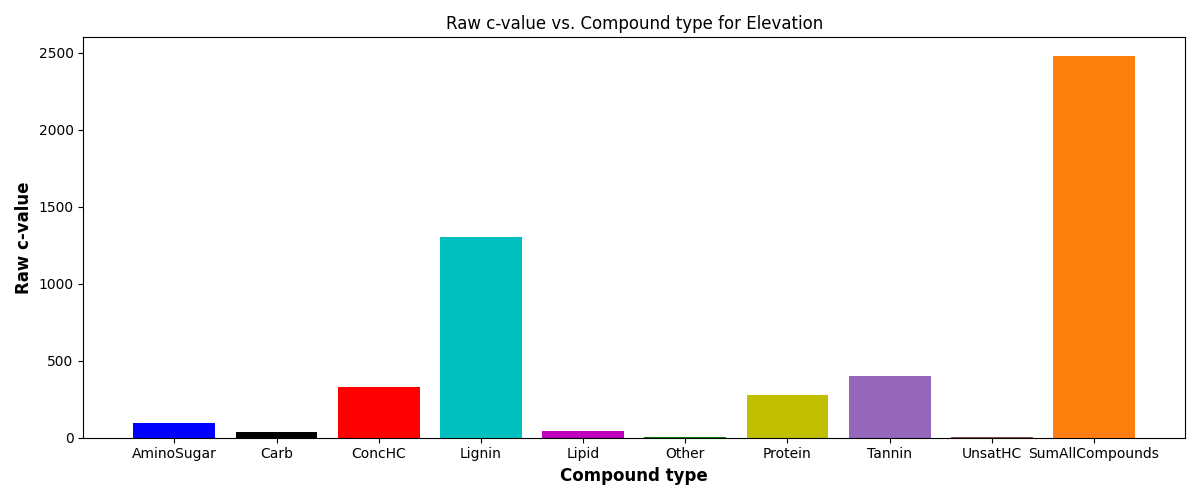 Raw c-value vs. Compound type for Elevation
2500
2000
1500
1000
500
0
Raw c-value
AminoSugar Carb ConcHC Lignin Lipid Other Protein Tannin UnsatHC SumAllCompounds
Compound type